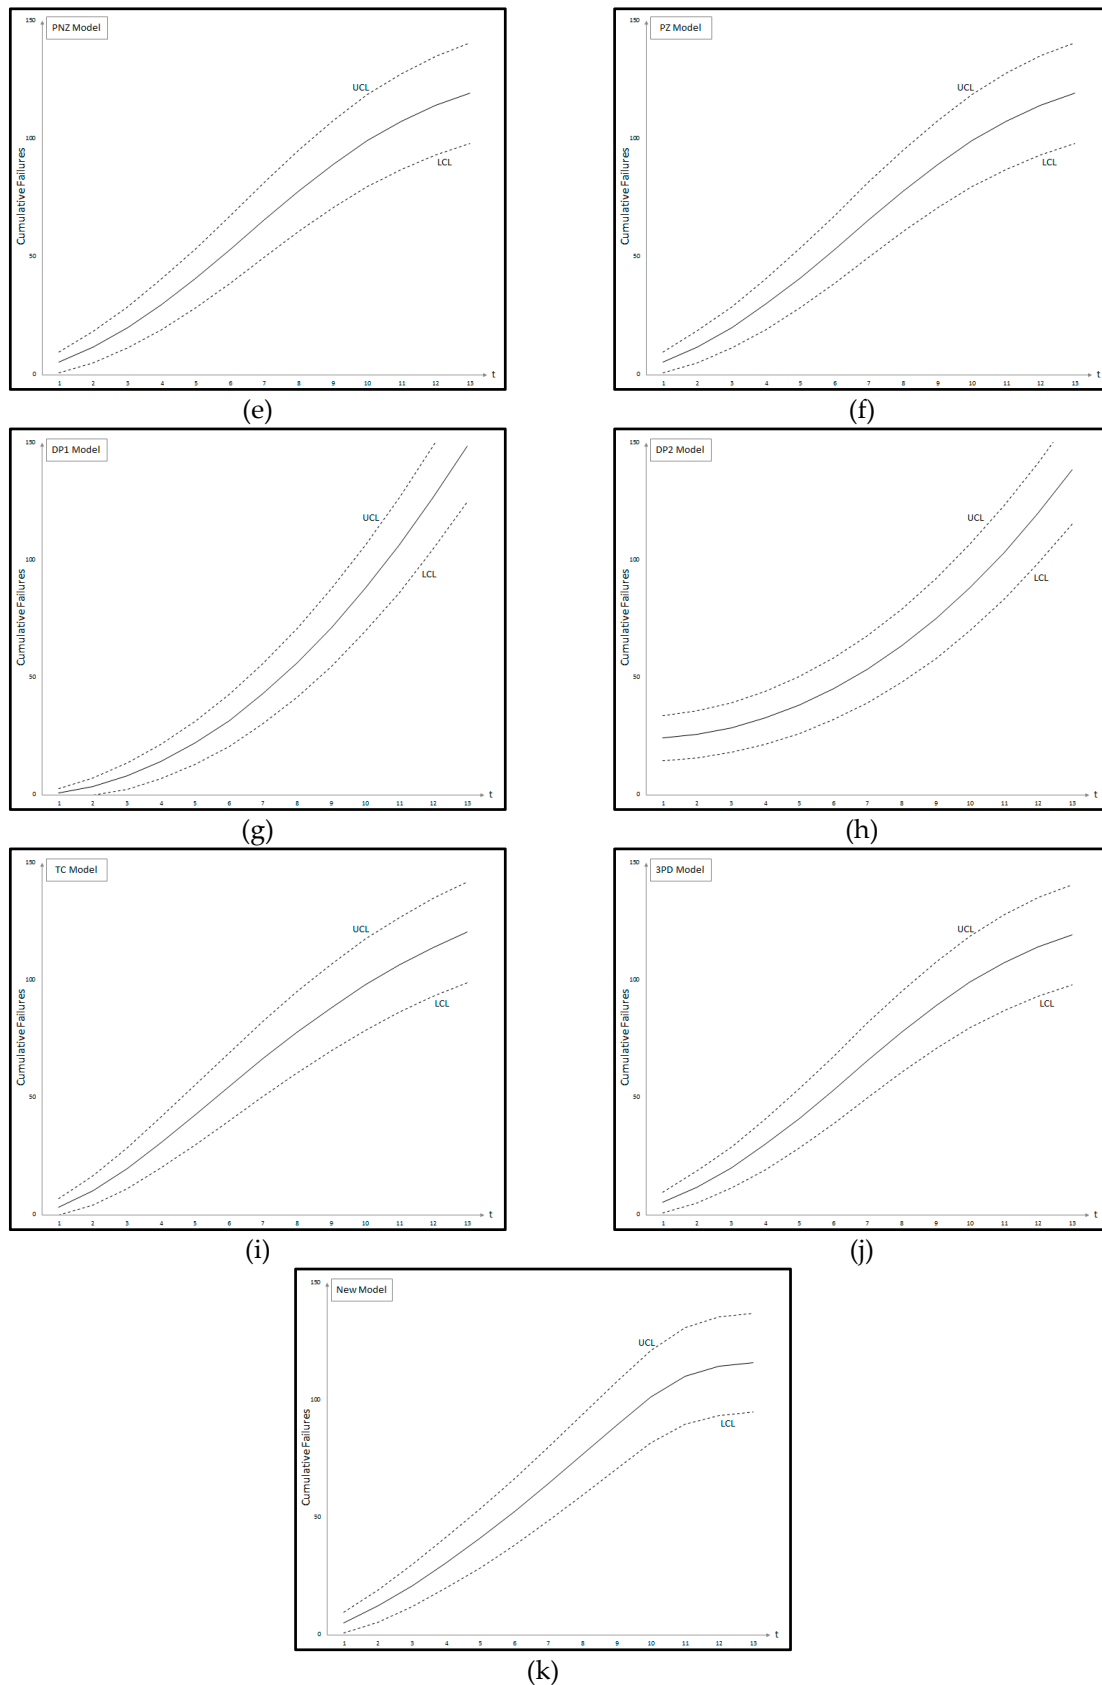 150
PNZ Model
UCL
100
LCL
Cumulative Failures
50
0
1 2 3 4 5 6 7 8 9 10 11 12 13 t
(e)
150
PZ Model
UCL
100
LCL
Cumulative Failures
50
0
1 2 3 4 5 6 7 8 9 10 11 12 13 t
(f)
150
DP1 Model
UCL
100
LCL
Cumulative Failures
50
0
1 2 3 4 5 6 7 8 9 10 11 12 13 t
(g)
150
DP2 Model
UCL
100
LCL
Cumulative Failures
50
0
1 2 3 4 5 6 7 8 9 10 11 12 13 t
(h)
150
TC Model
UCL
100
LCL
Cumulative Failures
50
0
1 2 3 4 5 6 7 8 9 10 11 12 13 t
(i)
150
3PD Model
UCL
100
LCL
Cumulative Failures
50
0
1 2 3 4 5 6 7 8 9 10 11 12 13 t
(j)
150
New Model
UCL
100
LCL
Cumulative Failures
50
0
1 2 3 4 5 6 7 8 9 10 11 12 13 t
(k)